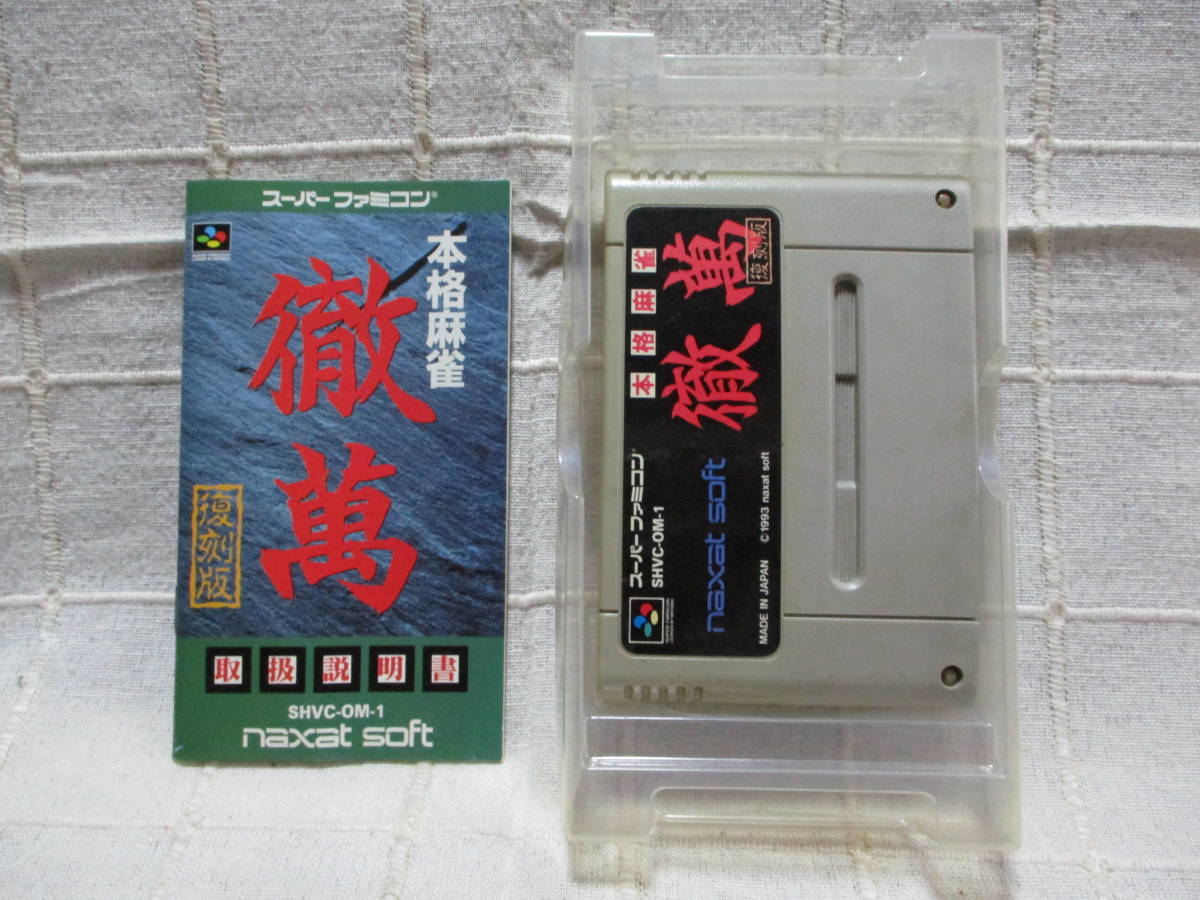 スーパーファミコン®
本格麻雀
徹萬
復刻版
取扱説明書
SHVC-OM-1
naxat soft
本格麻雀
徹萬
復刻版
スーパーファミコン®
SHVC-OM-1
naxat soft
MADE IN JAPAN ©1993 naxat soft